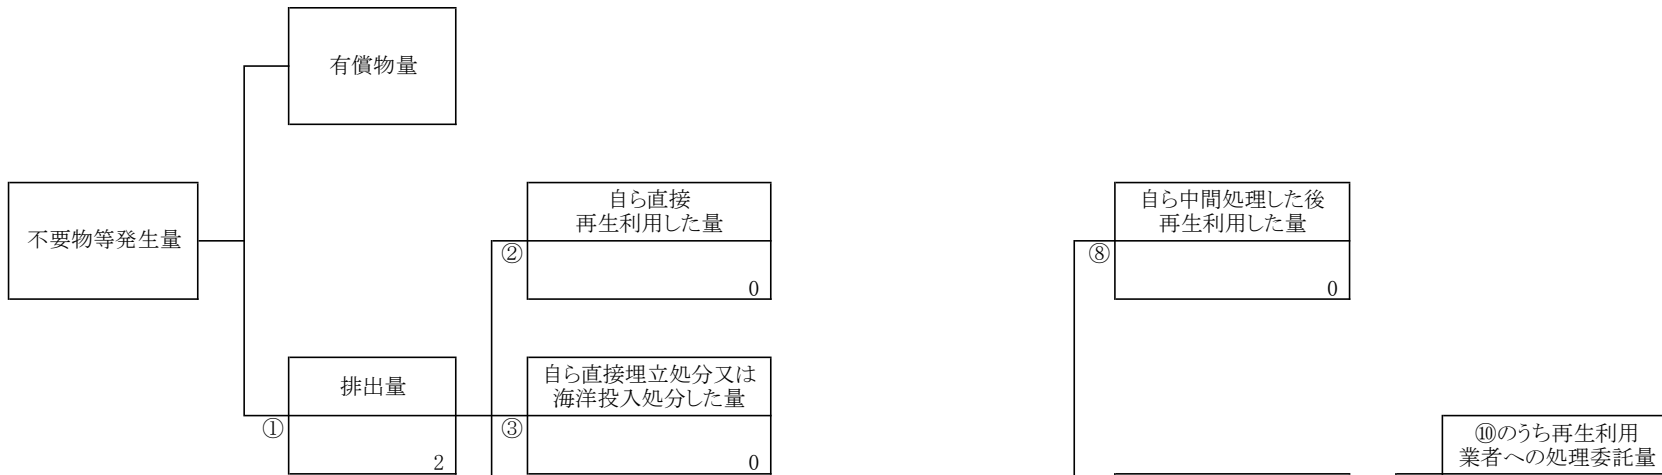 有償物量
不要物等発生量
自ら直接
再生利用した量
②
0
自ら中間処理した後
再生利用した量
⑧
0
排出量
①
2
自ら直接埋立処分又は
海洋投入処分した量
③
0
⑩のうち再生利用
業者への処理委託量